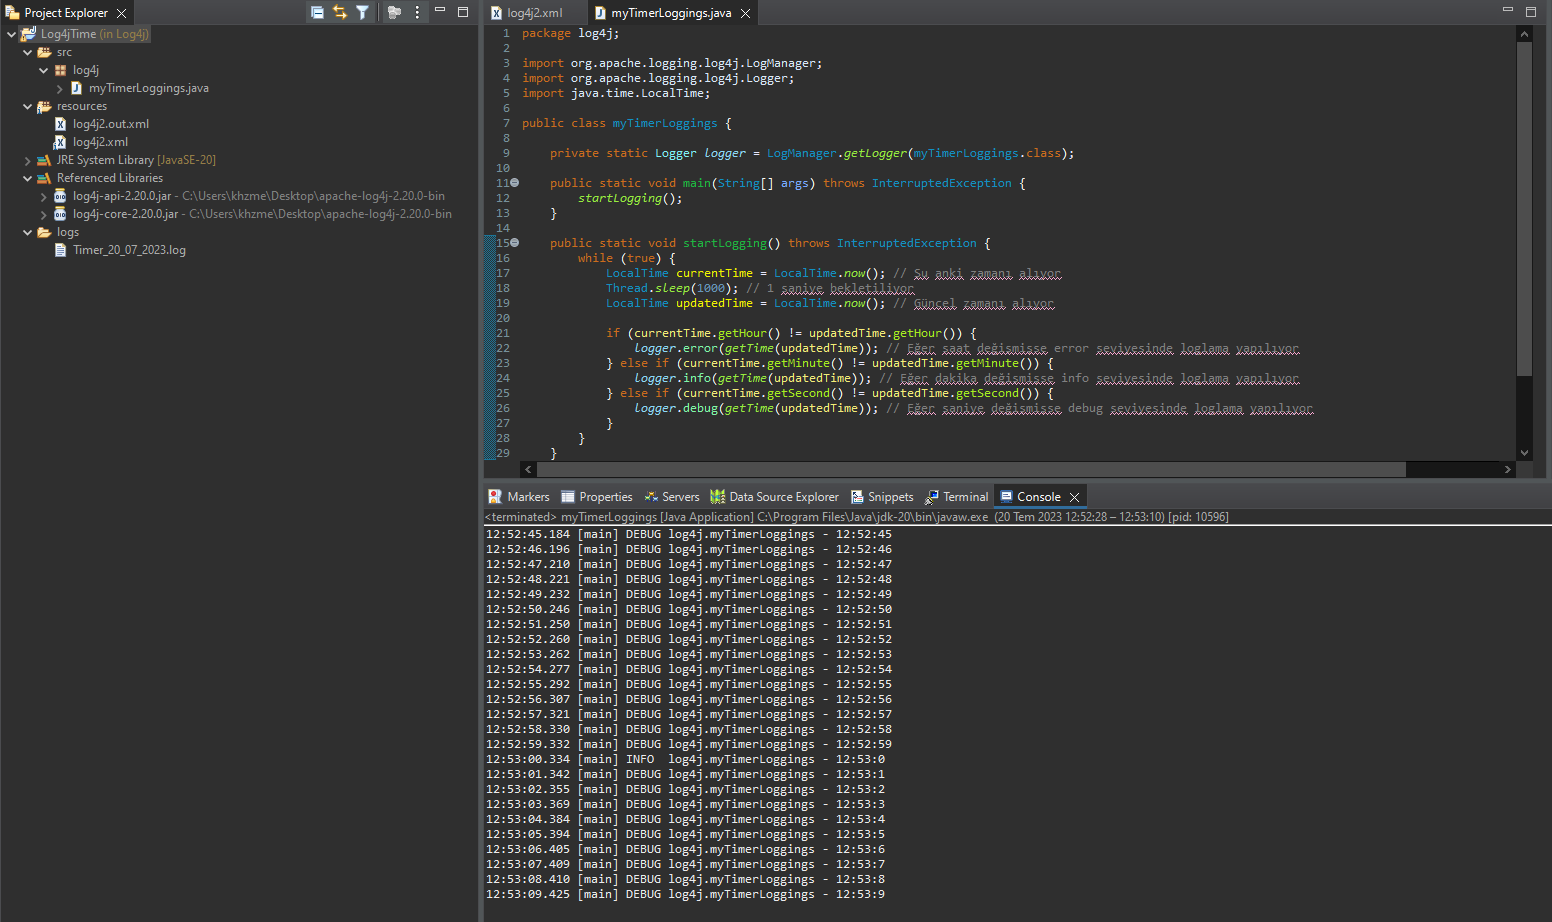 Project Explorer
Log4jTime (in Log4j)
src
log4j
myTimerLoggings.java
resources
log4j2.out.xml
log4j2.xml
JRE System Library [JavaSE-20]
Referenced Libraries
log4j-api-2.20.0.jar - C:\Users\khzme\Desktop\apache-log4j-2.20.0-bin
log4j-core-2.20.0.jar - C:\Users\khzme\Desktop\apache-log4j-2.20.0-bin
logs
Timer_20_07_2023.log
log4j2.xml myTimerLoggings.java
1 package log4j;
2
3 import org.apache.logging.log4j.LogManager;
4 import org.apache.logging.log4j.Logger;
5 import java.time.LocalTime;
6
7 public class myTimerLoggings {
8
9 private static Logger logger = LogManager.getLogger(myTimerLoggings.class);
10
11 public static void main(String[] args) throws InterruptedException {
12 startLogging();
13 }
14
15 public static void startLogging() throws InterruptedException {
16 while (true) {
17 LocalTime currentTime = LocalTime.now(); // Şu anki zamanı alıyor
18 Thread.sleep(1000); // 1 saniye bekletiliyor
19 LocalTime updatedTime = LocalTime.now(); // Güncel zamanı alıyor
20
21 if (currentTime.getHour() != updatedTime.getHour()) {
22 logger.error(getTime(updatedTime)); // Eğer saat değişmişse error seviyesinde loglama yapılıyor
23 } else if (currentTime.getMinute() != updatedTime.getMinute()) {
24 logger.info(getTime(updatedTime)); // Eğer dakika değişmişse info seviyesinde loglama yapılıyor
25 } else if (currentTime.getSecond() != updatedTime.getSecond()) {
26 logger.debug(getTime(updatedTime)); // Eğer saniye değişmişse debug seviyesinde loglama yapılıyor
27 }
28 }
29 }
Markers Properties Servers Data Source Explorer Snippets Terminal Console
<terminated> myTimerLoggings [Java Application] C:\Program Files\Java\jdk-20\bin\javaw.exe (20 Tem 2023 12:52:28 – 12:53:10) [pid: 10596]
12:52:45.184 [main] DEBUG log4j.myTimerLoggings - 12:52:45
12:52:46.196 [main] DEBUG log4j.myTimerLoggings - 12:52:46
12:52:47.210 [main] DEBUG log4j.myTimerLoggings - 12:52:47
12:52:48.221 [main] DEBUG log4j.myTimerLoggings - 12:52:48
12:52:49.232 [main] DEBUG log4j.myTimerLoggings - 12:52:49
12:52:50.246 [main] DEBUG log4j.myTimerLoggings - 12:52:50
12:52:51.250 [main] DEBUG log4j.myTimerLoggings - 12:52:51
12:52:52.260 [main] DEBUG log4j.myTimerLoggings - 12:52:52
12:52:53.262 [main] DEBUG log4j.myTimerLoggings - 12:52:53
12:52:54.277 [main] DEBUG log4j.myTimerLoggings - 12:52:54
12:52:55.292 [main] DEBUG log4j.myTimerLoggings - 12:52:55
12:52:56.307 [main] DEBUG log4j.myTimerLoggings - 12:52:56
12:52:57.321 [main] DEBUG log4j.myTimerLoggings - 12:52:57
12:52:58.330 [main] DEBUG log4j.myTimerLoggings - 12:52:58
12:52:59.332 [main] DEBUG log4j.myTimerLoggings - 12:52:59
12:53:00.334 [main] INFO  log4j.myTimerLoggings - 12:53:0
12:53:01.342 [main] DEBUG log4j.myTimerLoggings - 12:53:1
12:53:02.355 [main] DEBUG log4j.myTimerLoggings - 12:53:2
12:53:03.369 [main] DEBUG log4j.myTimerLoggings - 12:53:3
12:53:04.384 [main] DEBUG log4j.myTimerLoggings - 12:53:4
12:53:05.394 [main] DEBUG log4j.myTimerLoggings - 12:53:5
12:53:06.405 [main] DEBUG log4j.myTimerLoggings - 12:53:6
12:53:07.409 [main] DEBUG log4j.myTimerLoggings - 12:53:7
12:53:08.410 [main] DEBUG log4j.myTimerLoggings - 12:53:8
12:53:09.425 [main] DEBUG log4j.myTimerLoggings - 12:53:9